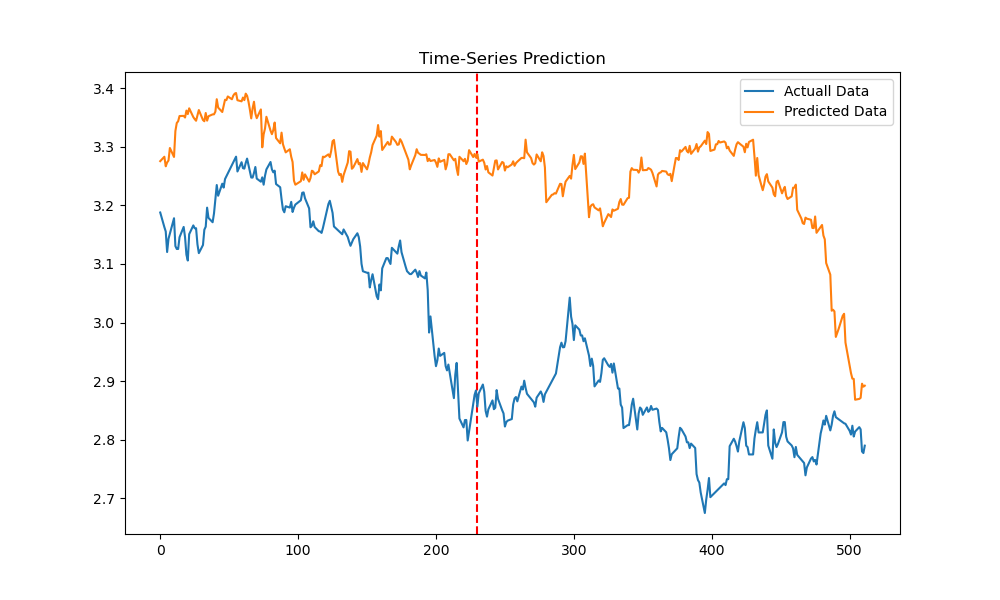 Time-Series Prediction
Actuall Data
Predicted Data
3.4
3.3
3.2
3.1
3.0
2.9
2.8
2.7
0 100 200 300 400 500